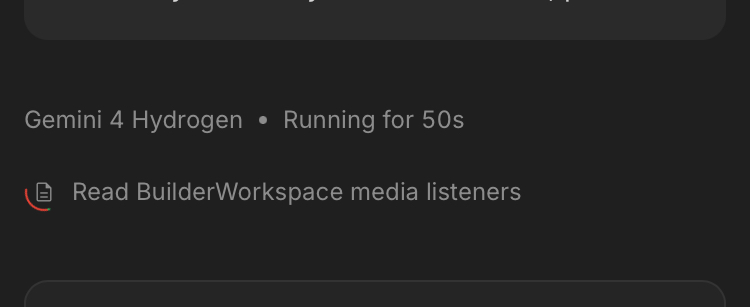 Gemini 4 Hydrogen • Running for 50s
Read BuilderWorkspace media listeners